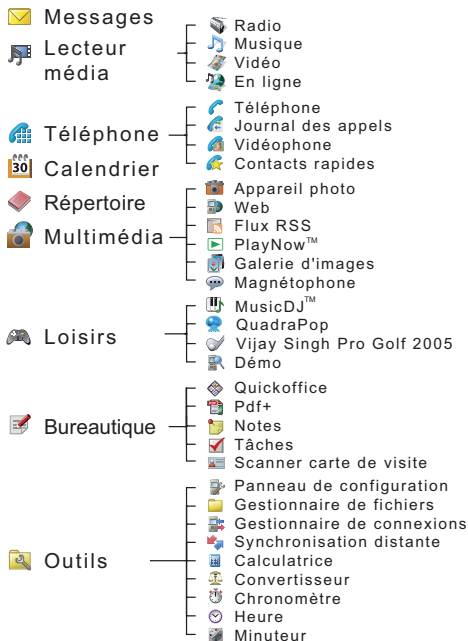 Messages
Lecteur
média
Radio
Musique
Vidéo
En ligne
Téléphone
Téléphone
Journal des appels
Vidéophone
Contacts rapides
30
Calendrier
Répertoire
Multimédia
Appareil photo
Web
Flux RSS
PlayNow™
Galerie d'images
Magnétophone
Loisirs
MusicDJ™
QuadraPop
Vijay Singh Pro Golf 2005
Démo
Bureautique
Quickoffice
Pdf+
Notes
Tâches
Scanner carte de visite
Outils
Panneau de configuration
Gestionnaire de fichiers
Gestionnaire de connexions
Synchronisation distante
Calculatrice
Convertisseur
Chronomètre
Heure
Minuteur